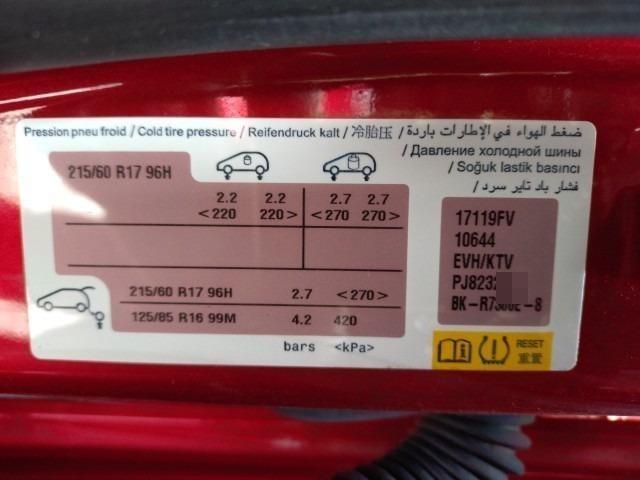 Pression pneu froid / Cold tire pressure / Reifendruck kalt / 冷胎压 / ضغط الهواء في الإطارات باردة
/ Давление холодной шины
/ Soğuk lastik basıncı
/ فشار باد تایر سرد
215/60 R17 96H
2.2 2.2 2.7 2.7
<220 220> <270 270>
215/60 R17 96H 2.7 <270>
125/85 R16 99M 4.2 420
bars <kPa>
17119FV
10644
EVH/KTV
PJ823
RESET
重置